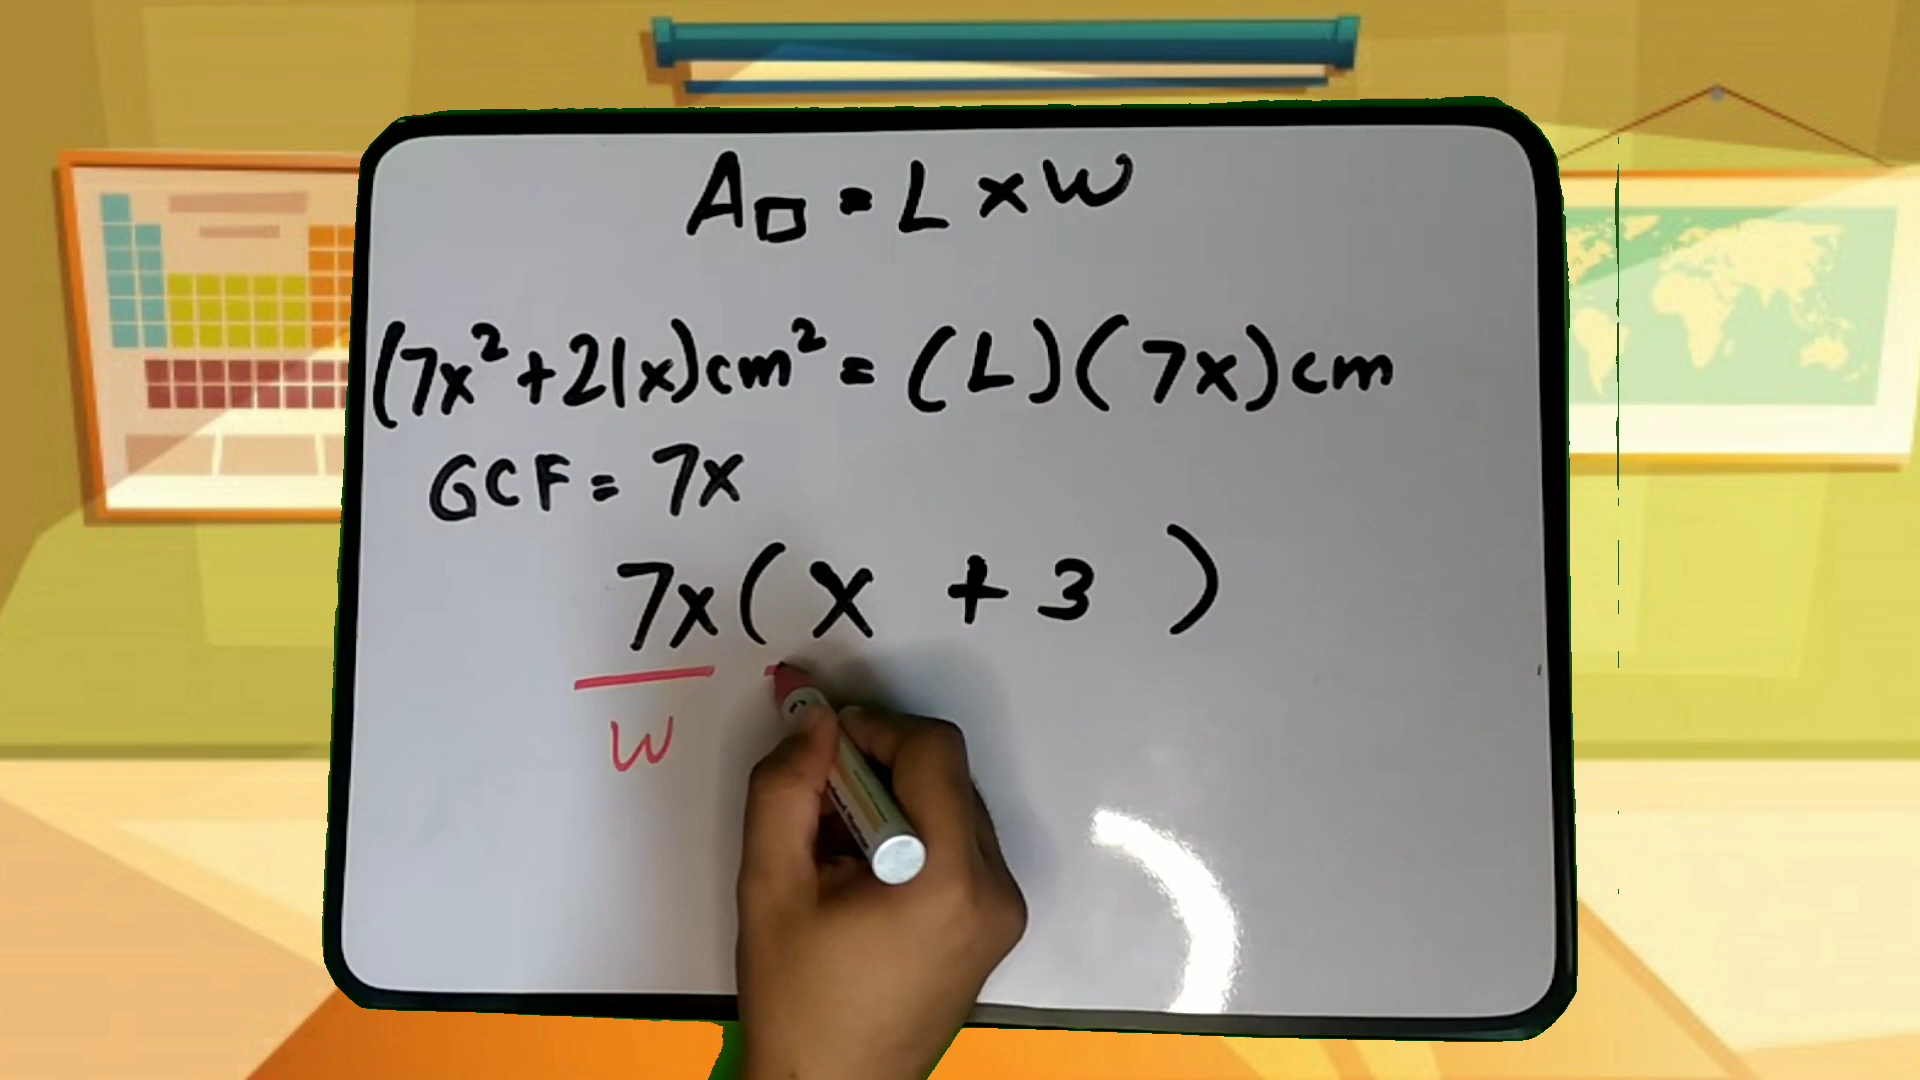 A□ = L x W
(7x² + 21x) cm² = (L)(7x) cm
GCF = 7x
7x(x + 3)
W